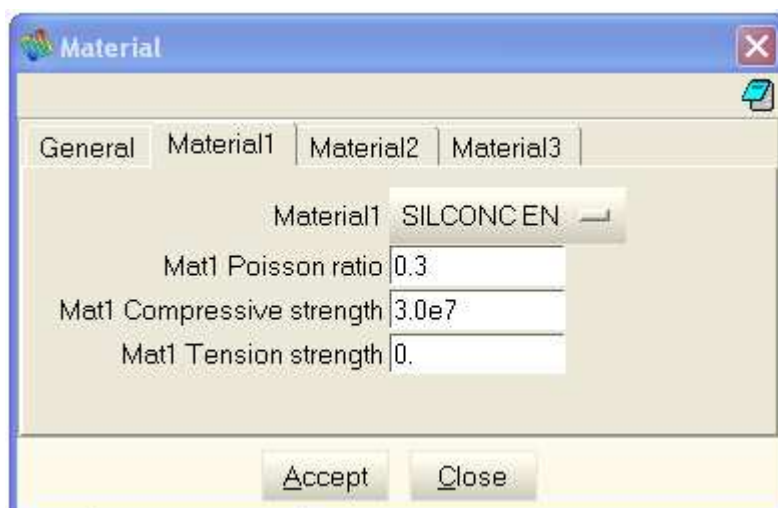 Material
General Material1 Material2 Material3
Material1 SILCONC EN
Mat1 Poisson ratio 0.3
Mat1 Compressive strength 3.0e7
Mat1 Tension strength 0.
Accept Close